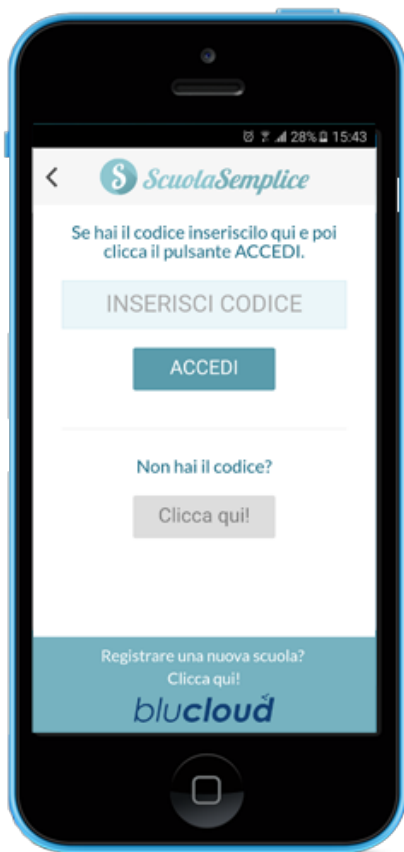 28% 15:43
S ScuolaSemplice
Se hai il codice inseriscilo qui e poi
clicca il pulsante ACCEDI.
INSERISCI CODICE
ACCEDI
Non hai il codice?
Clicca qui!
Registrare una nuova scuola?
Clicca qui!
blucloud